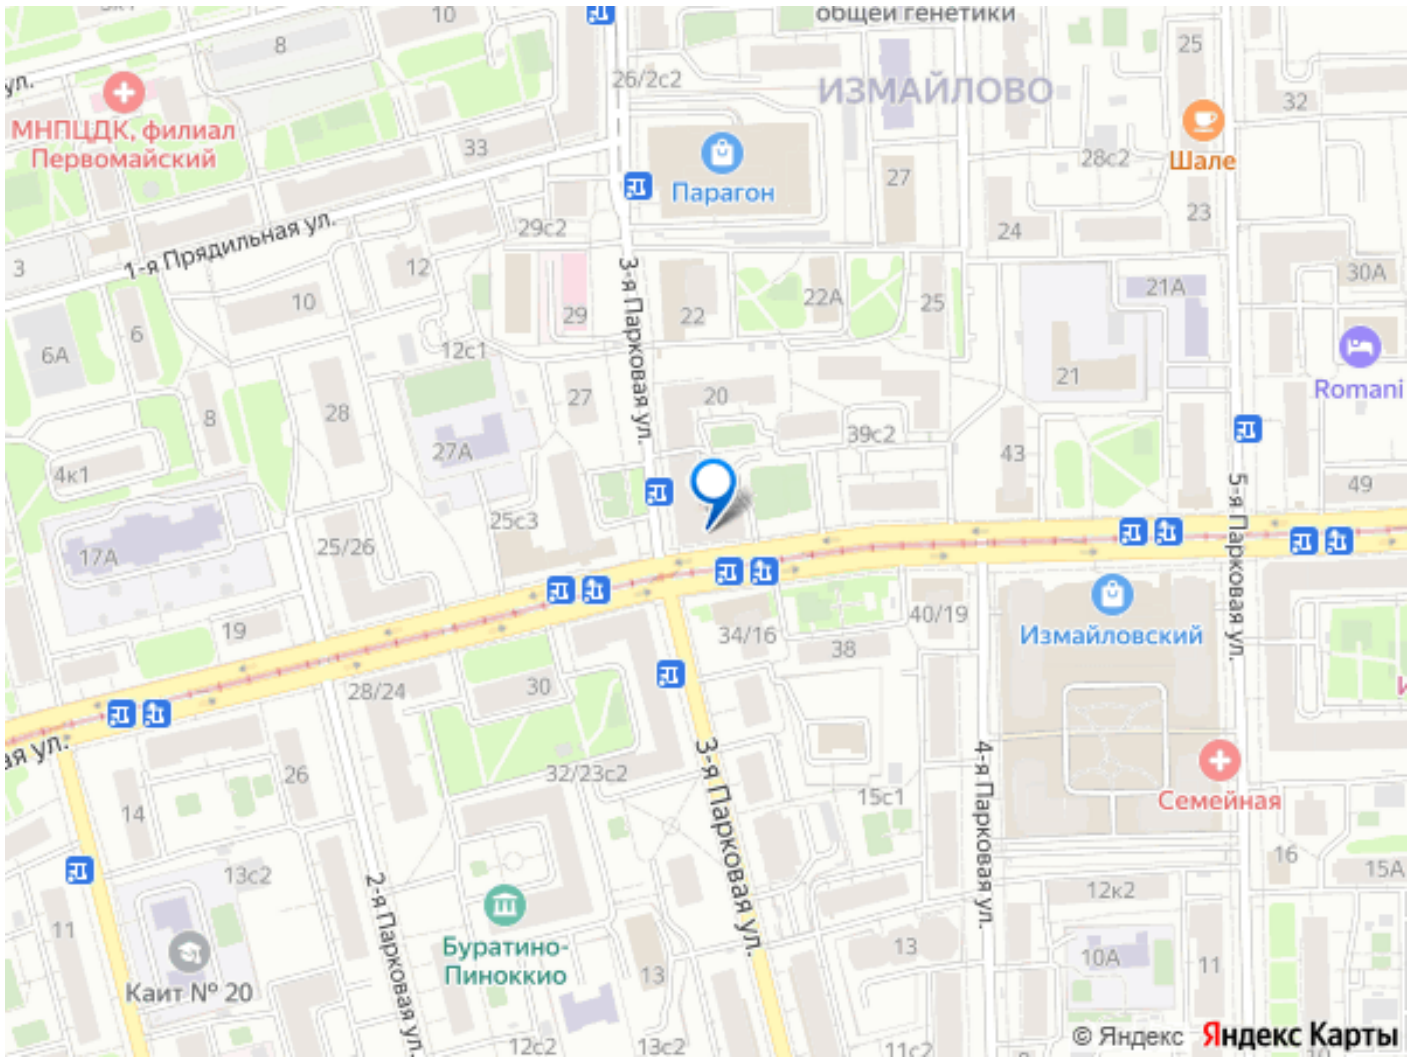 10
общей генетики
8
25
ул.
26/2с2
ИЗМАЙЛОВО
32
МНПЦДК, филиал
Первомайский
33
Парагон
27
28с2
Шале
29с2
24
23
1-я Прядильная ул.
3
12
3-я Парковая ул.
30А
21А
10
29
22
22А
25
6А
6
12с1
21
Romani
28
27
20
8
27А
39с2
43
4к1
49
5-я Парковая ул.
25с3
17А
25/26
19
34/16
38
40/19
Измайловский
28/24
30
ая ул.
26
32/23с2
3-я Парковая ул.
4-я Парковая ул.
14
15с1
Семейная
13с2
2-я Парковая ул.
16
15А
12к2
11
Буратино-
Пиноккио
13
13
10А
11
Каит № 20
12с2
13с2
11с2
© Яндекс Яндекс Карты